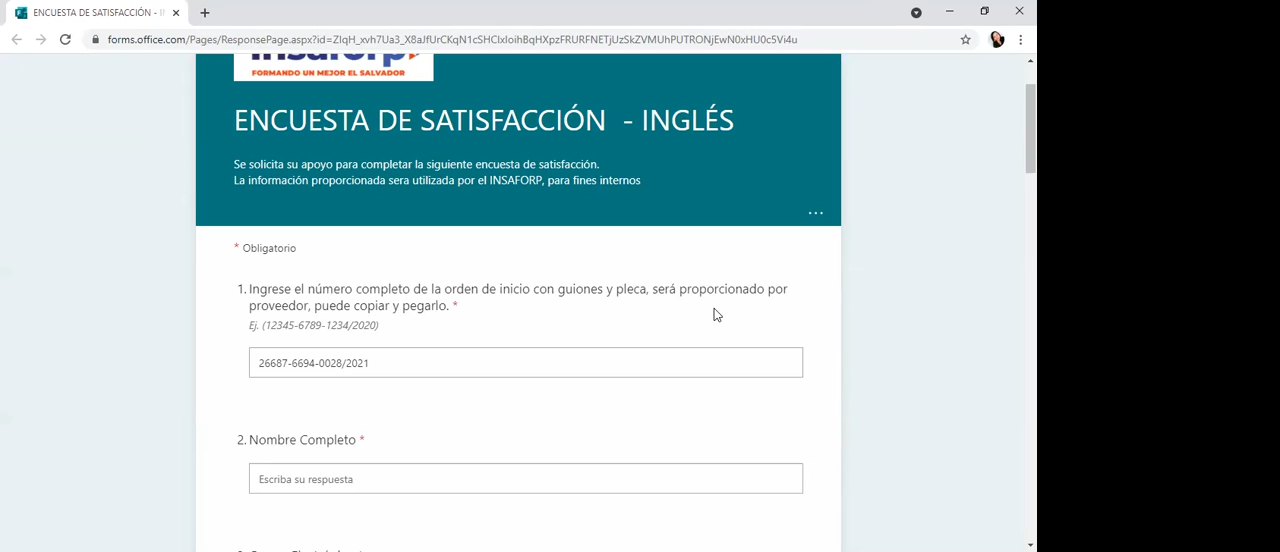 ENCUESTA DE SATISFACCIÓN - I
forms.office.com/Pages/ResponsePage.aspx?id=ZIqH_xvh7Ua3_X8aJfUrCKqN1cSHCIxIoihBqHXpzFRURFNETjUzSkZVMUhPUTRONjEwN0xHU0c5Vi4u
insaforp
FORMANDO UN MEJOR EL SALVADOR
ENCUESTA DE SATISFACCIÓN - INGLÉS
Se solicita su apoyo para completar la siguiente encuesta de satisfacción.
La información proporcionada sera utilizada por el INSAFORP, para fines internos
...
* Obligatorio
1. Ingrese el número completo de la orden de inicio con guiones y pleca, será proporcionado por
proveedor, puede copiar y pegarlo. *
Ej. (12345-6789-1234/2020)
26687-6694-0028/2021
2. Nombre Completo *
Escriba su respuesta